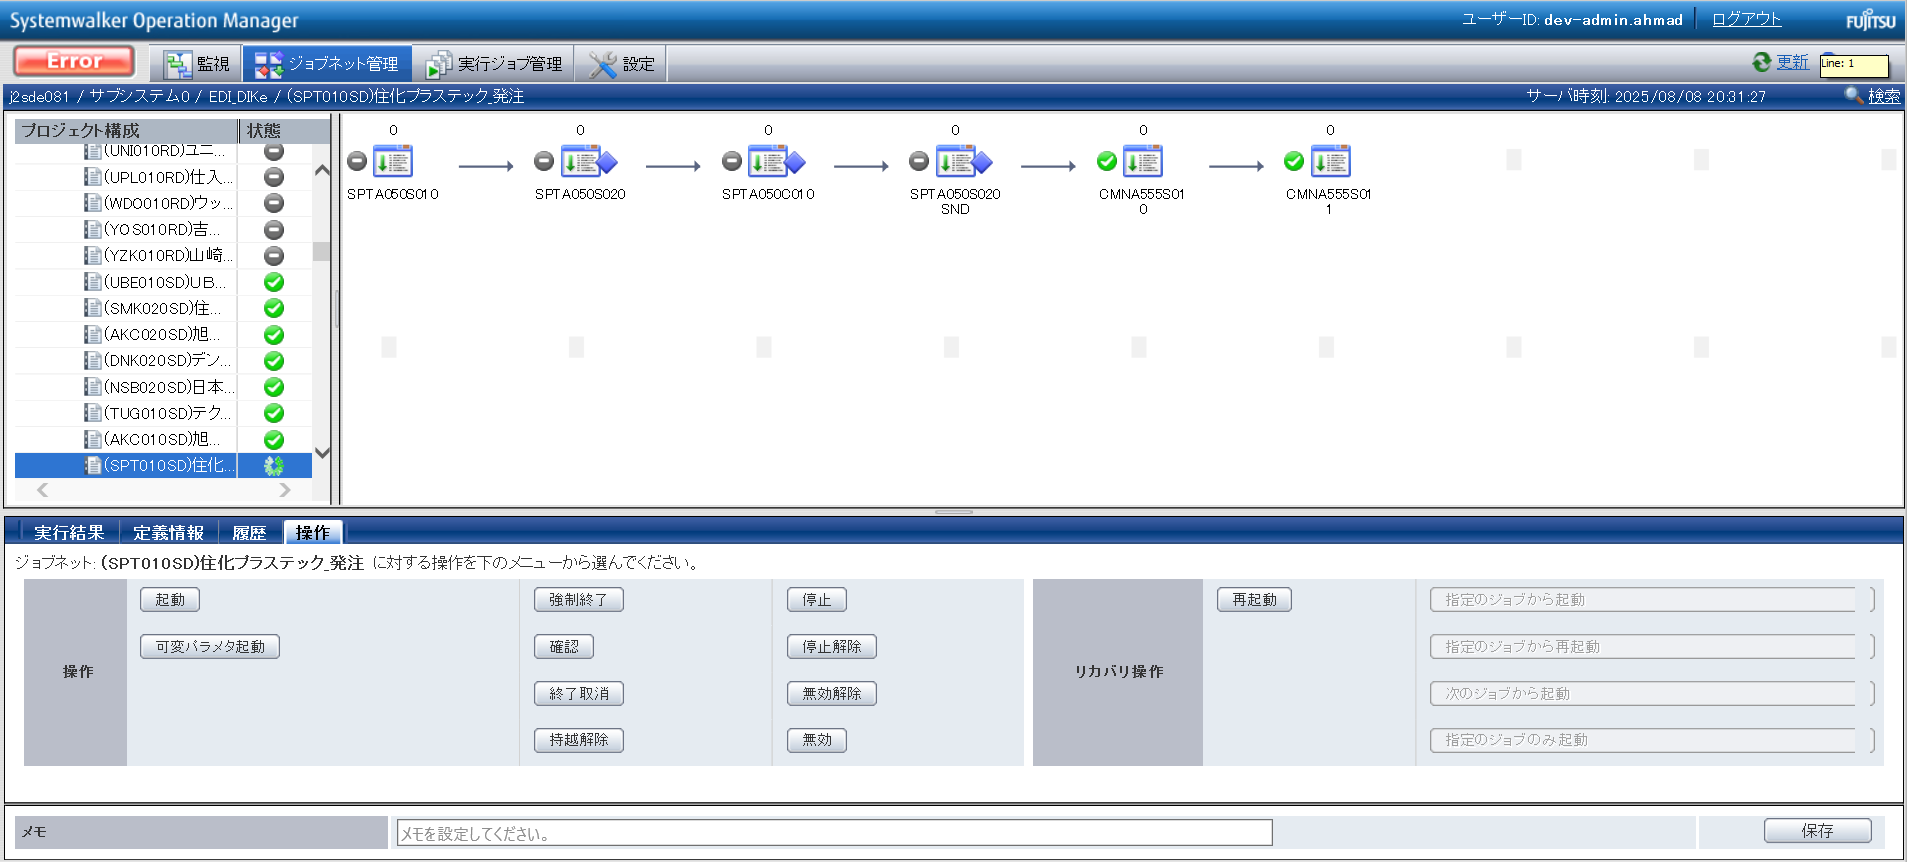 Systemwalker Operation Manager
ユーザーID: dev-admin.ahmad
ログアウト
FUJITSU
Error
監視
ジョブネット管理
実行ジョブ管理
設定
更新
Line: 1
j2sde081 / サブシステム0 / EDI_DIKe / (SPT010SD)住化プラステック_発注
サーバ時刻: 2025/08/08 20:31:27
検索
プロジェクト構成
状態
(UNI010RD)ユニ...
(UPL010RD)仕入...
(WDO010RD)ウッ...
(YOS010RD)吉...
(YZK010RD)山崎...
(UBE010SD)ＵＢ...
(SMK020SD)住...
(AKC020SD)旭...
(DNK020SD)デン...
(NSB020SD)日本...
(TUG010SD)テク...
(AKC010SD)旭...
(SPT010SD)住化...
0
0
0
0
0
0
SPTA050S010
SPTA050S020
SPTA050C010
SPTA050S020
SND
CMNA555S01
0
CMNA555S01
1
実行結果
定義情報
履歴
操作
ジョブネット: (SPT010SD)住化プラステック_発注 に対する操作を下のメニューから選んでください。
操作
起動
可変パラメタ起動
強制終了
確認
終了取消
持越解除
停止
停止解除
無効解除
無効
リカバリ操作
再起動
指定のジョブから起動
指定のジョブから再起動
次のジョブから起動
指定のジョブのみ起動
メモ
メモを設定してください。
保存